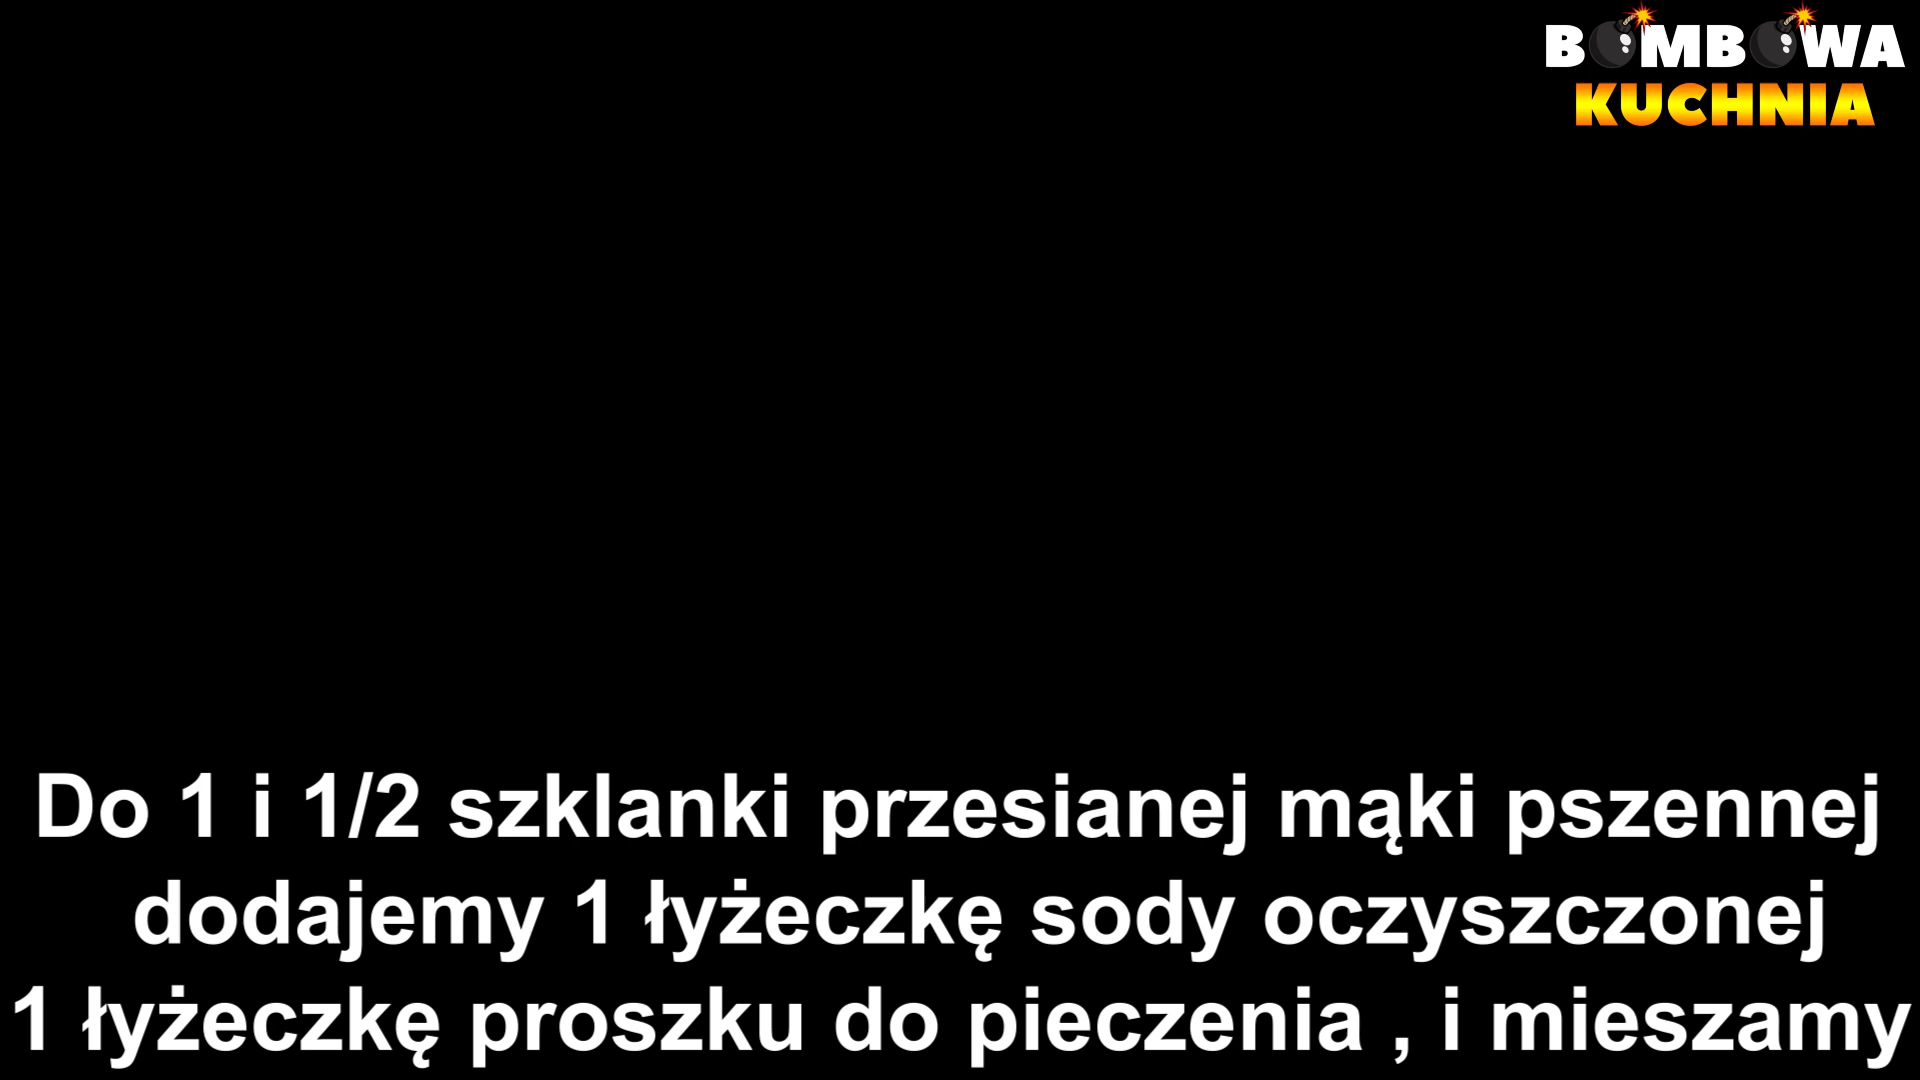 BOMBOWA
KUCHNIA
Do 1 i 1/2 szklanki przesianej mąki pszennej
dodajemy 1 łyżeczkę sody oczyszczonej
1 łyżeczkę proszku do pieczenia , i mieszamy